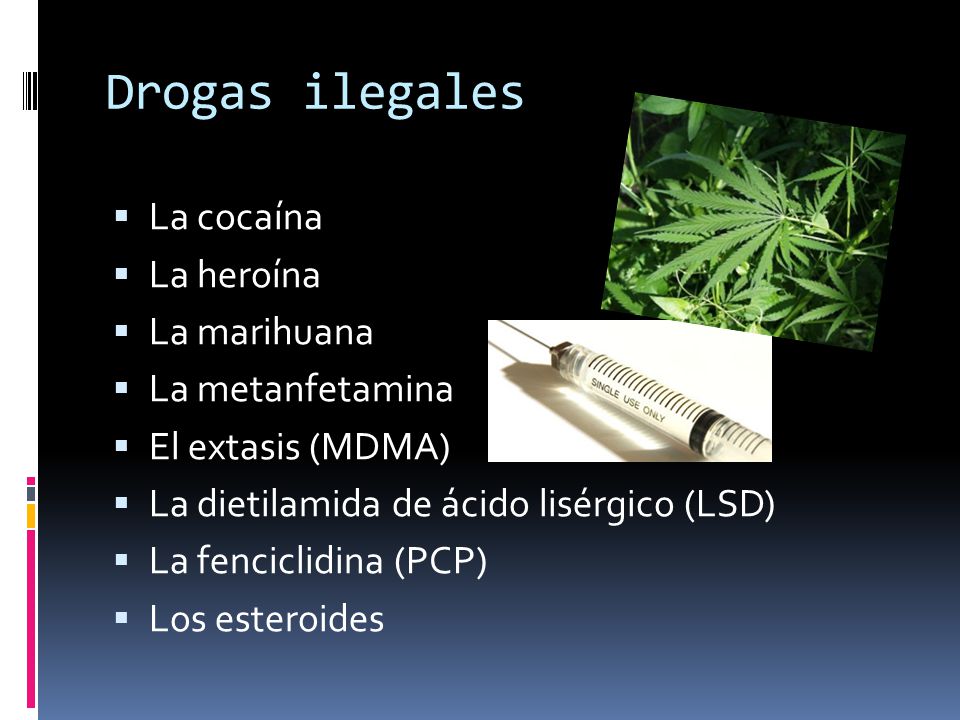 Drogas ilegales
La cocaína
La heroína
La marihuana
La metanfetamina
El extasis (MDMA)
La dietilamida de ácido lisérgico (LSD)
La fenciclidina (PCP)
Los esteroides
SINGLE USE ONLY